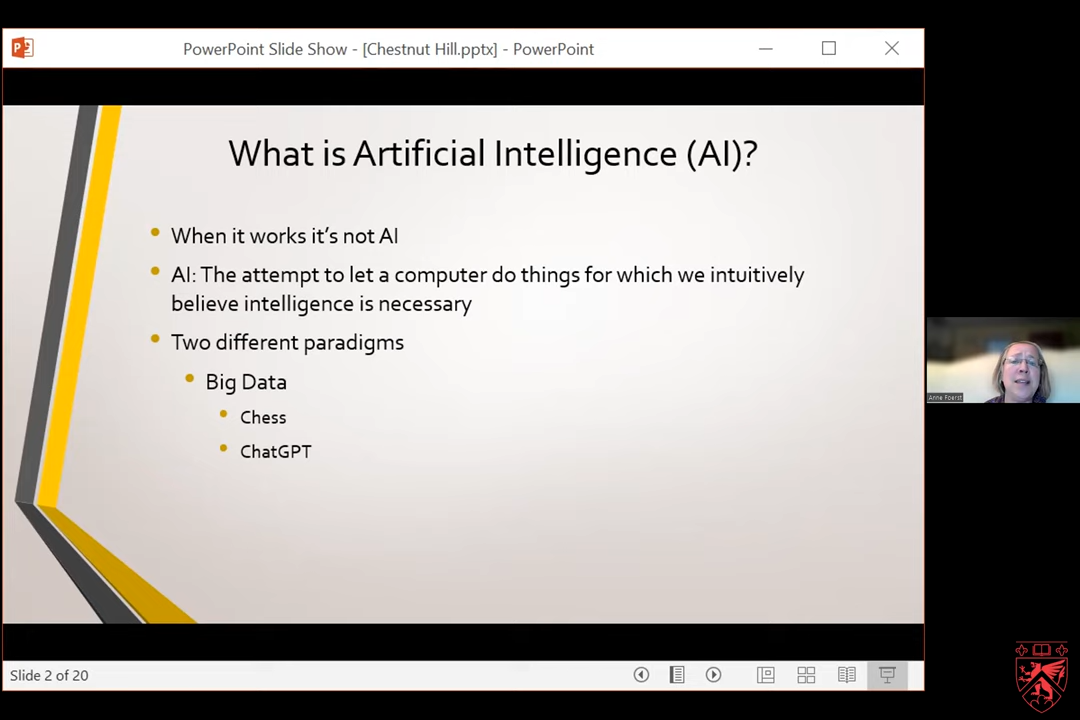 PowerPoint Slide Show - [Chestnut Hill.pptx] - PowerPoint
What is Artificial Intelligence (AI)?
When it works it's not AI
AI: The attempt to let a computer do things for which we intuitively
believe intelligence is necessary
Two different paradigms
Big Data
Chess
ChatGPT
Anne Foerst
Slide 2 of 20